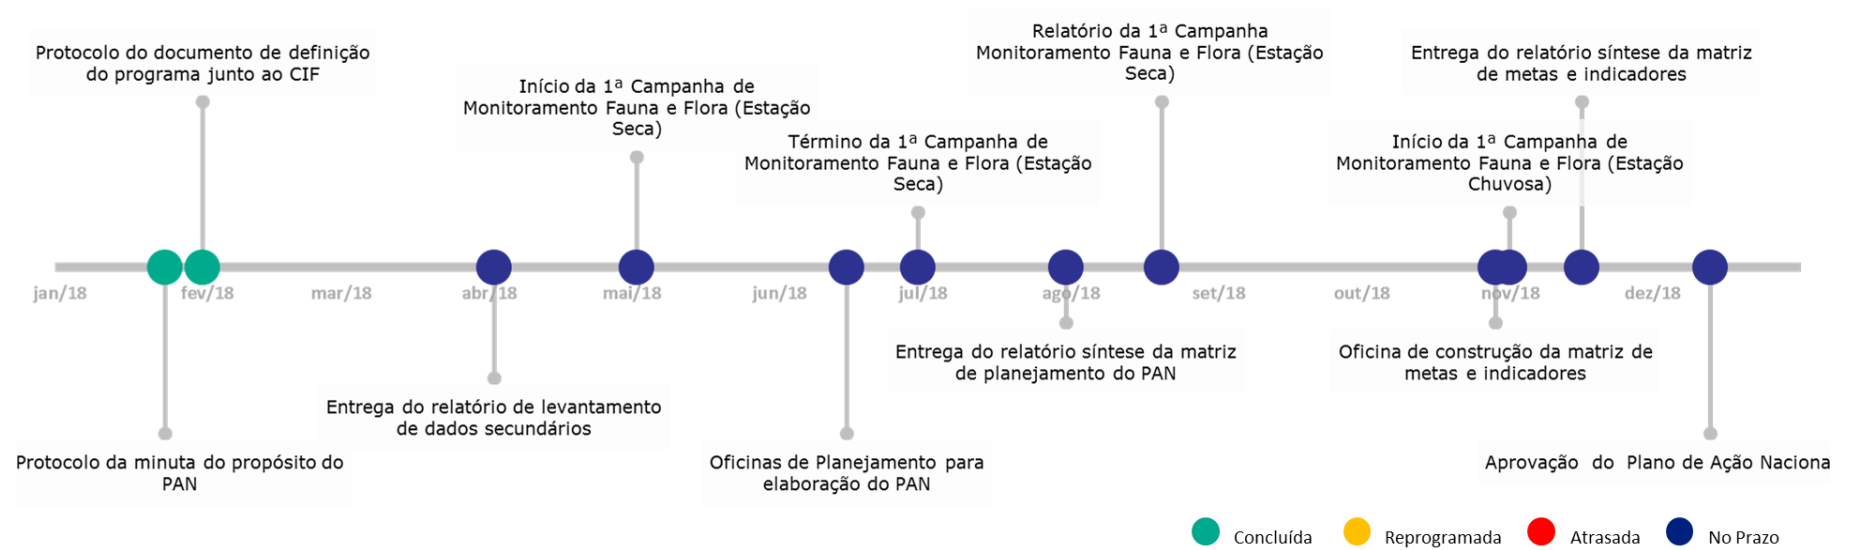 Protocolo do documento de definição
do programa junto ao CIF
Início da 1ª Campanha de
Monitoramento Fauna e Flora (Estação
Seca)
Término da 1ª Campanha de
Monitoramento Fauna e Flora (Estação
Seca)
Relatório da 1ª Campanha
Monitoramento Fauna e Flora (Estação
Seca)
Entrega do relatório síntese da matriz
de metas e indicadores
Início da 1ª Campanha de
Monitoramento Fauna e Flora (Estação
Chuvosa)
jan/18 fev/18 mar/18 abr/18 mai/18 jun/18 jul/18 ago/18 set/18 out/18 nov/18 dez/18
Protocolo da minuta do propósito do
PAN
Entrega do relatório de levantamento
de dados secundários
Oficinas de Planejamento para
elaboração do PAN
Entrega do relatório síntese da matriz
de planejamento do PAN
Oficina de construção da matriz de
metas e indicadores
Aprovação do Plano de Ação Naciona
Concluída Reprogramada Atrasada No Prazo